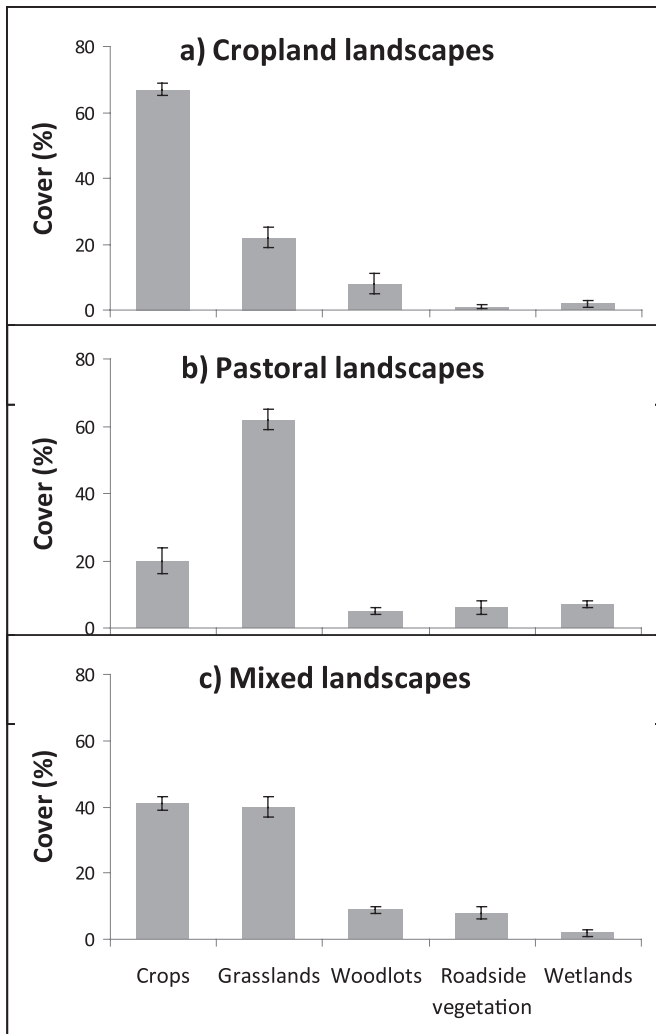 a) Cropland landscapes
Cover (%)
80
60
40
20
0
b) Pastoral landscapes
Cover (%)
80
60
40
20
0
c) Mixed landscapes
Cover (%)
80
60
40
20
0
Crops Grasslands Woodlots Roadside Wetlands
vegetation